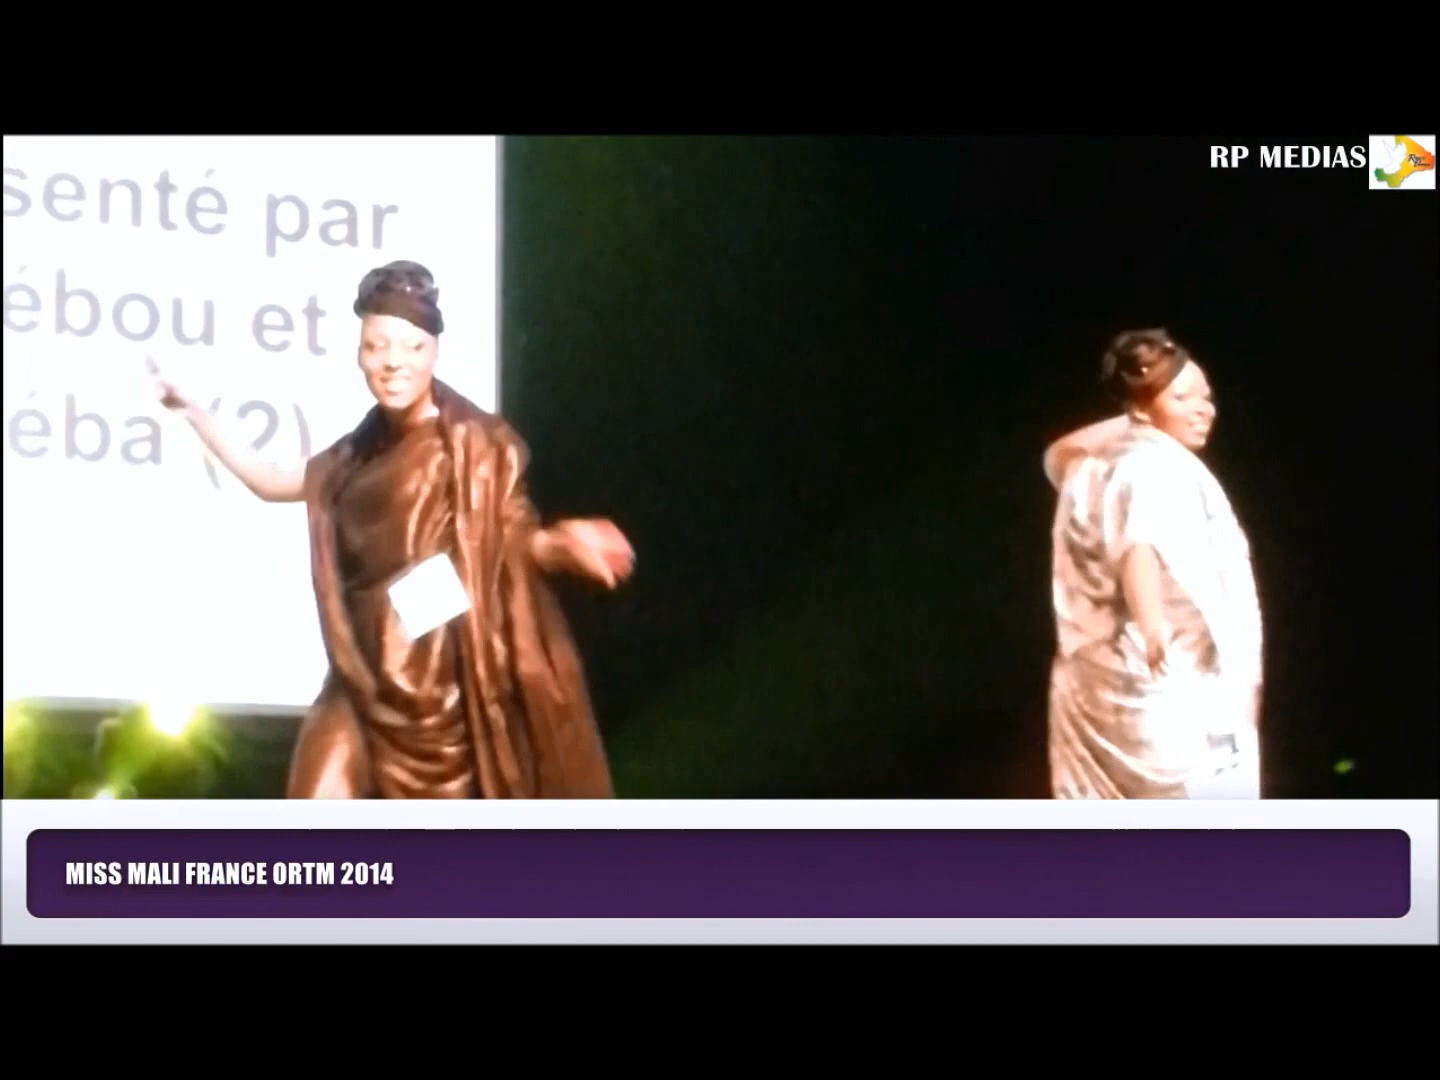 RP MEDIAS
senté par
ébou et
éba (2)
MISS MALI FRANCE ORTM 2014